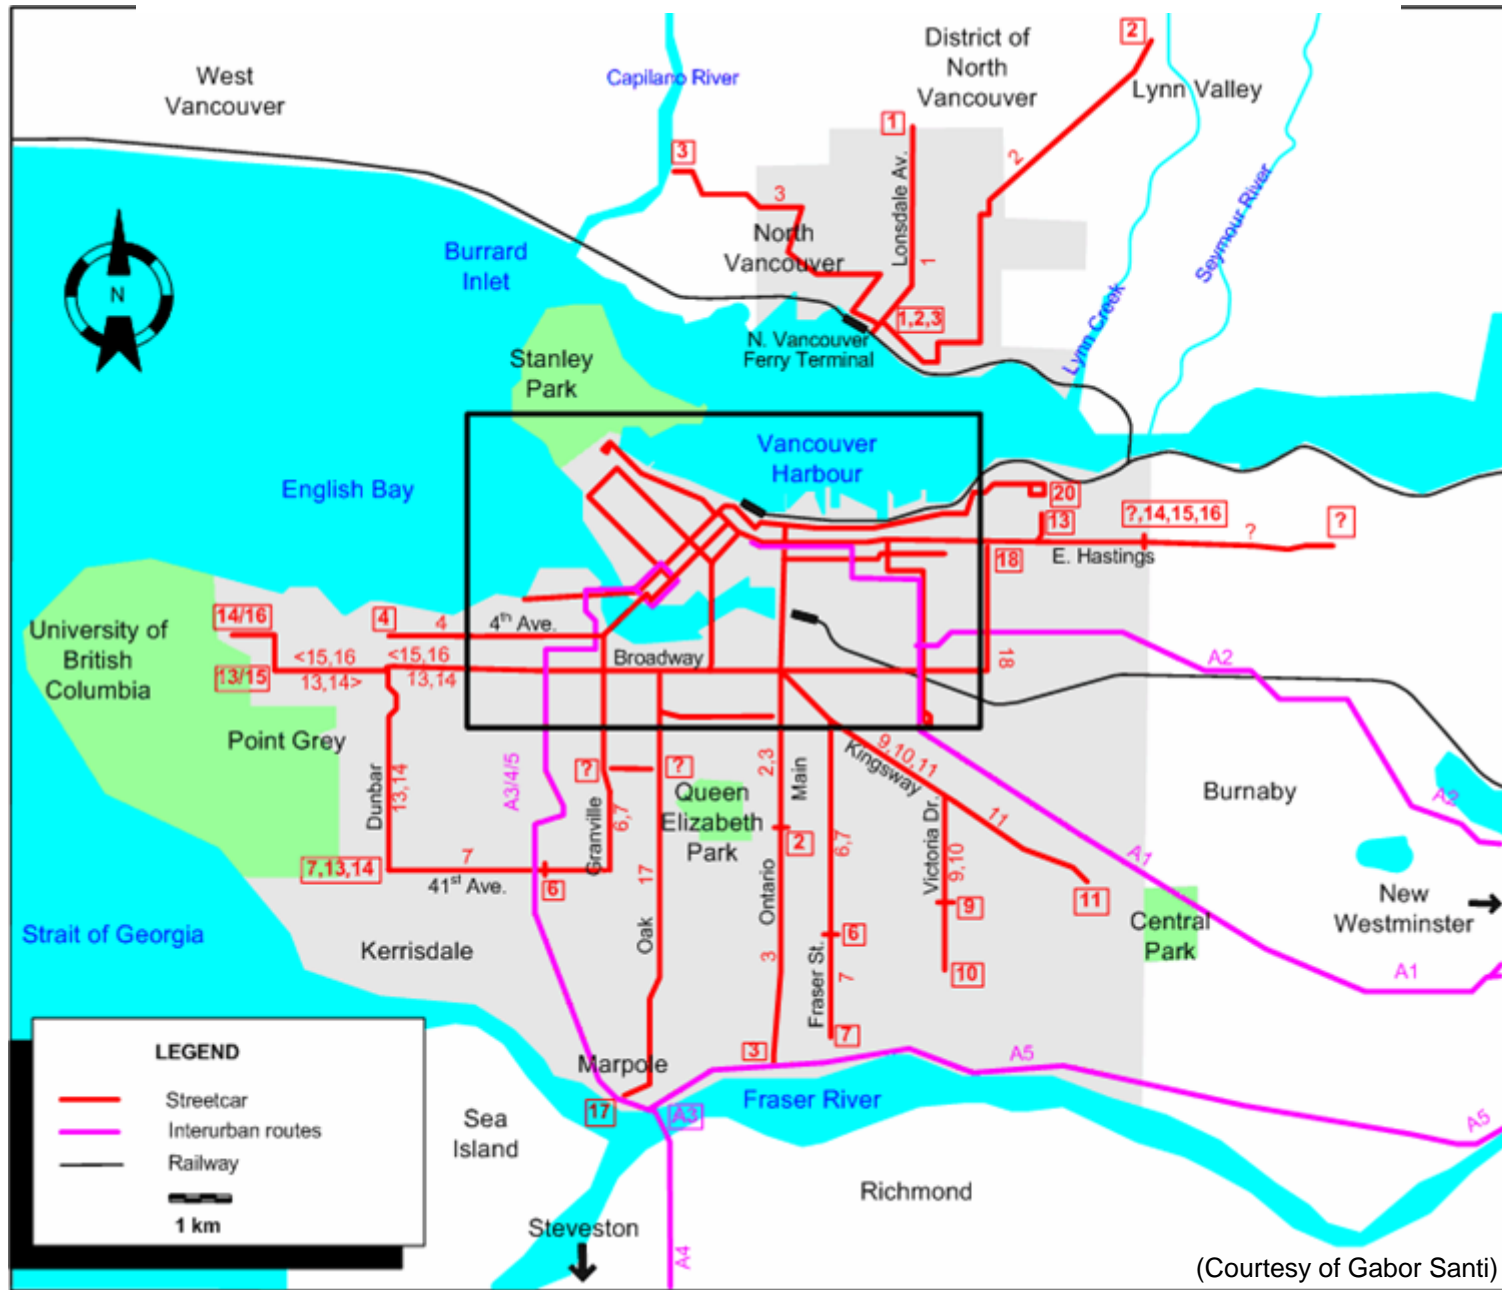 West
Vancouver
Capilano River
District of
North
Vancouver
2
Lynn Valley
1
3
3
2
Lonsdale Av.
1
North
Vancouver
Seymour River
Lynn Creek
Burrard
Inlet
N
1,2,3
N. Vancouver
Ferry Terminal
Stanley
Park
Vancouver
Harbour
English Bay
20
13
?,14,15,16
?
?
18
E. Hastings
14/16
4
4
4th Ave.
University of
British
Columbia
<15,16
<15,16
13/15
13,14>
13,14
Broadway
18
A2
Point Grey
A3/4/5
?
?
2,3
Main
9,10,11
Kingsway
Dunbar
13,14
Granville
6,7
Queen
Elizabeth
Park
2
6,7
Victoria Dr.
9,10
11
Burnaby
A2
A1
7,13,14
7
41st Ave.
6
17
Oak
Ontario
3
9
6
11
10
Fraser St.
7
7
Central
Park
New
Westminster
A1
Strait of Georgia
Kerrisdale
3
A5
Marpole
17
A3
Fraser River
A5
Sea
Island
Richmond
Steveston
A4
LEGEND
Streetcar
Interurban routes
Railway
1 km
(Courtesy of Gabor Santi)